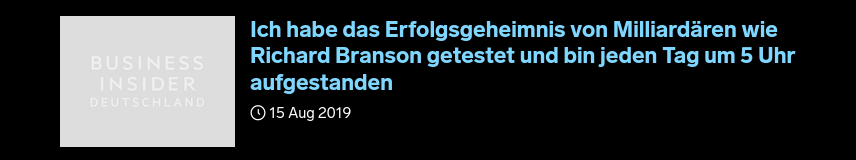 BUSINESS
INSIDER
DEUTSCHLAND
Ich habe das Erfolgsgeheimnis von Milliardären wie
Richard Branson getestet und bin jeden Tag um 5 Uhr
aufgestanden
15 Aug 2019